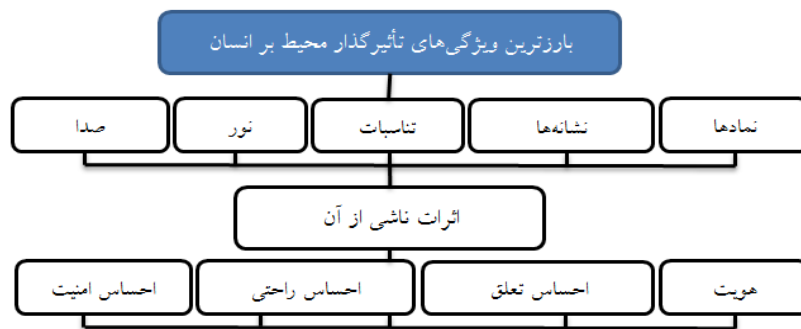 بارزترین ویژگی‌های تأثیرگذار محیط بر انسان
نمادها
نشانه‌ها
تناسبات
نور
صدا
اثرات ناشی از آن
هویت
احساس تعلق
احساس راحتی
احساس امنیت